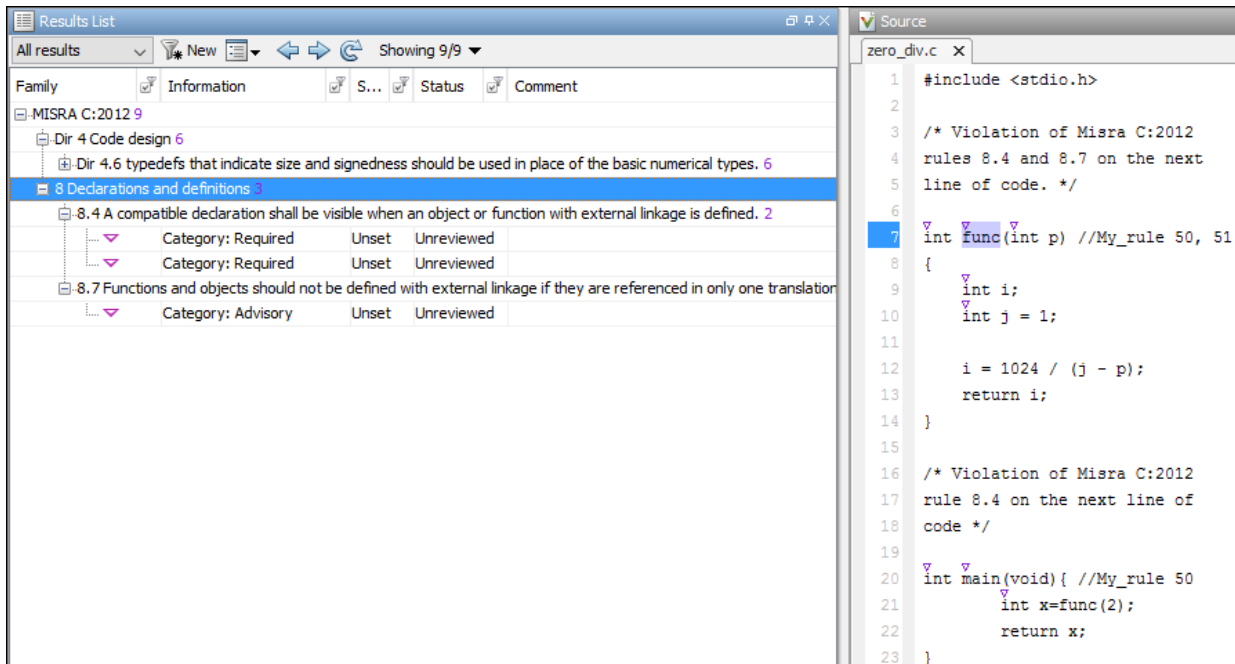 Results List
All results New Showing 9/9
Family Information S... Status Comment
MISRA C:2012 9
Dir 4 Code design 6
Dir 4.6 typedefs that indicate size and signedness should be used in place of the basic numerical types. 6
8 Declarations and definitions 3
8.4 A compatible declaration shall be visible when an object or function with external linkage is defined. 2
Category: Required Unset Unreviewed
Category: Required Unset Unreviewed
8.7 Functions and objects should not be defined with external linkage if they are referenced in only one translation
Category: Advisory Unset Unreviewed
Source
zero_div.c X
1 #include <stdio.h>
2
3 /* Violation of Misra C:2012
4 rules 8.4 and 8.7 on the next
5 line of code. */
6
7 int func(int p) //My_rule 50, 51
8 {
9 int i;
10 int j = 1;
11
12 i = 1024 / (j - p);
13 return i;
14 }
15
16 /* Violation of Misra C:2012
17 rule 8.4 on the next line of
18 code */
19
20 int main(void){ //My_rule 50
21 int x=func(2);
22 return x;
23 }